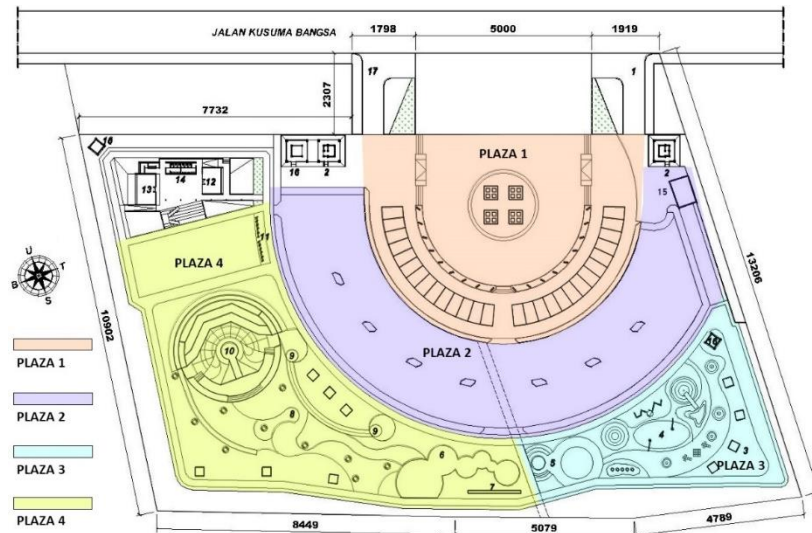 JALAN KUSUMA BANGSA
1798
5000
1919
17
1
2307
7732
PLAZA 1
16
16
2
2
13
14
12
15
11
PLAZA 4
U
T
B
S
13206
10902
PLAZA 1
PLAZA 2
PLAZA 2
10
9
8
9
6
7
5
4
3
PLAZA 3
PLAZA 3
PLAZA 4
8449
5079
4789